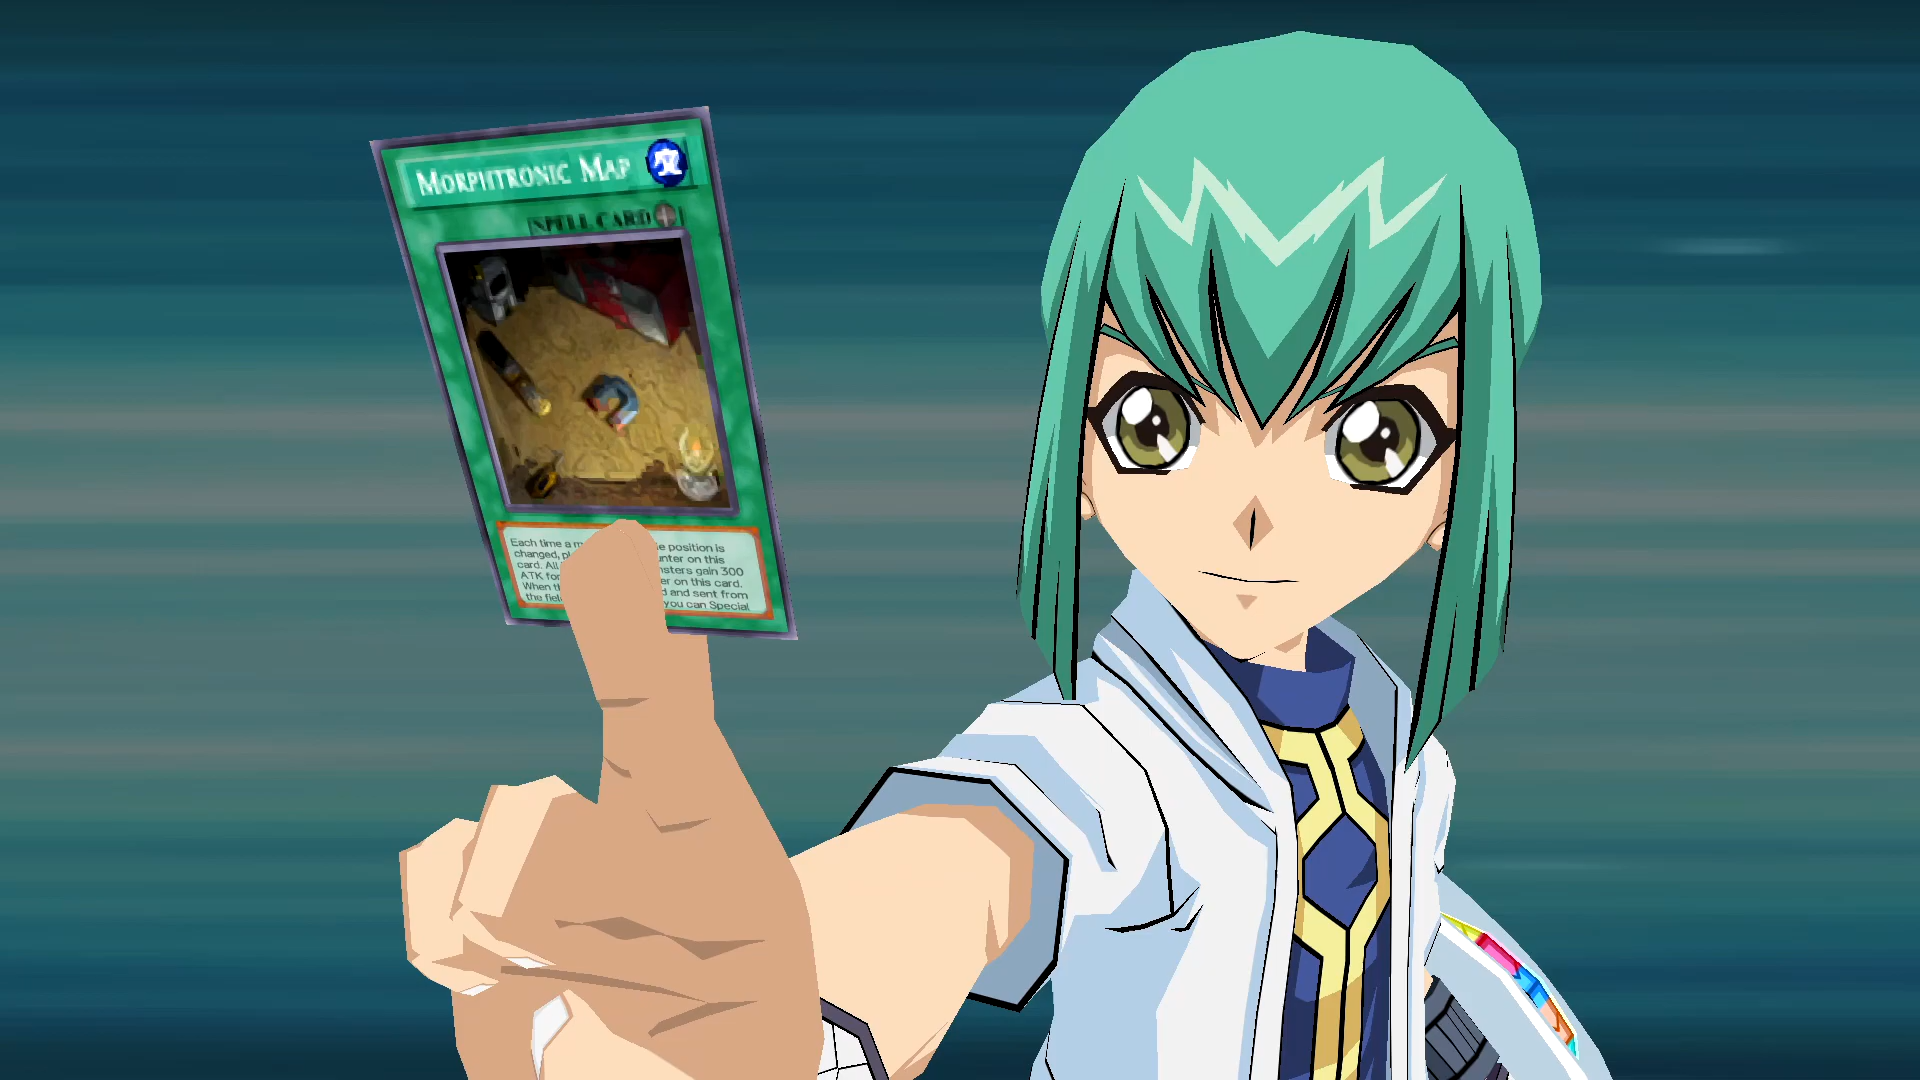 MORPHTRONIC MAP
SPELL CARD
Each time a m e position is
changed, pl unter on this
card. All nsters gain 300
ATK for er on this card.
When th d and sent from
the fiel you can Special